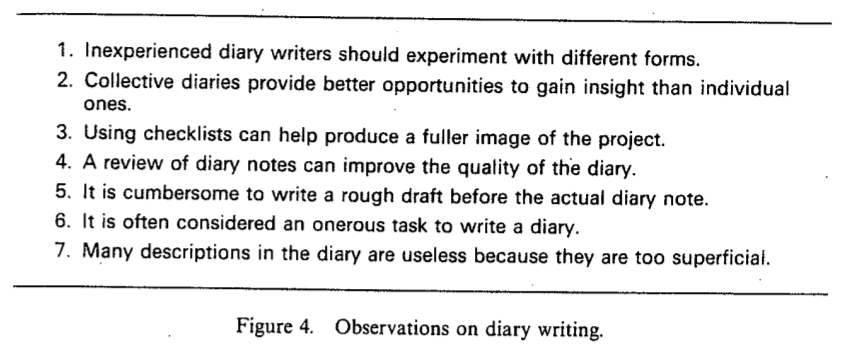 1. Inexperienced diary writers should experiment with different forms.
2. Collective diaries provide better opportunities to gain insight than individual
ones.
3. Using checklists can help produce a fuller image of the project.
4. A review of diary notes can improve the quality of the diary.
5. It is cumbersome to write a rough draft before the actual diary note.
6. It is often considered an onerous task to write a diary.
7. Many descriptions in the diary are useless because they are too superficial.
Figure 4. Observations on diary writing.